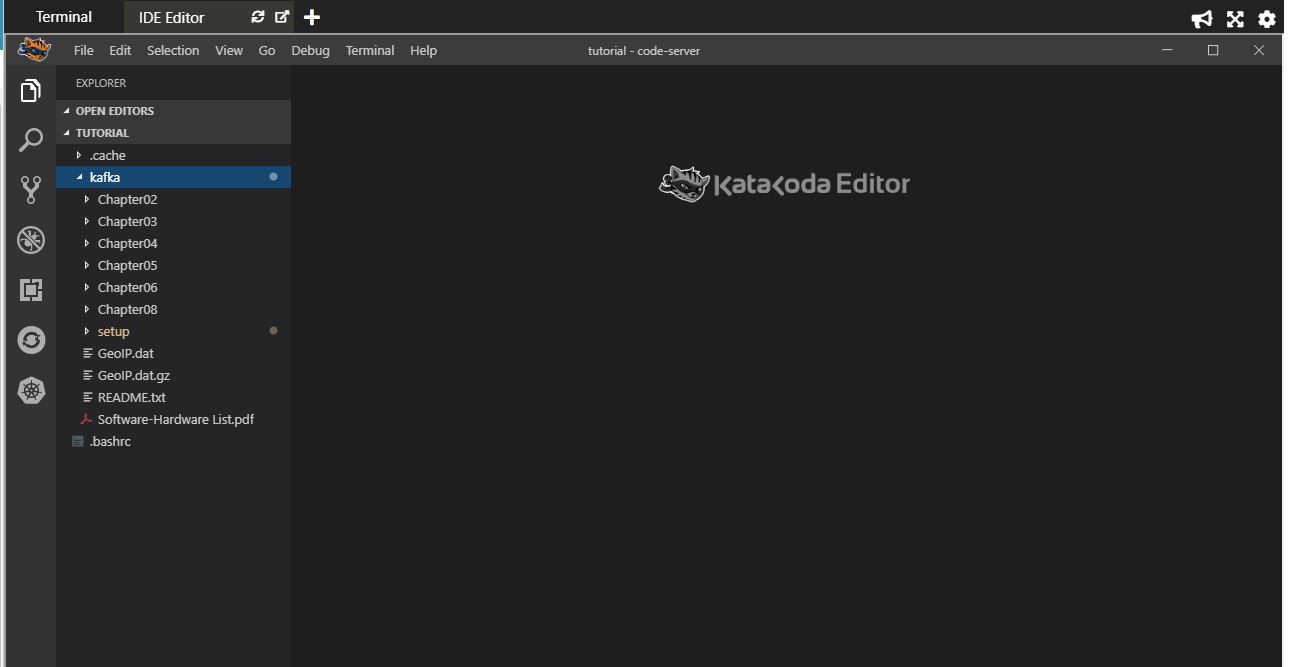 Terminal IDE Editor
File Edit Selection View Go Debug Terminal Help tutorial - code-server
EXPLORER
OPEN EDITORS
TUTORIAL
.cache
kafka
Chapter02
Chapter03
Chapter04
Chapter05
Chapter06
Chapter08
setup
GeoIP.dat
GeoIP.dat.gz
README.txt
Software-Hardware List.pdf
.bashrc
KataKoda Editor